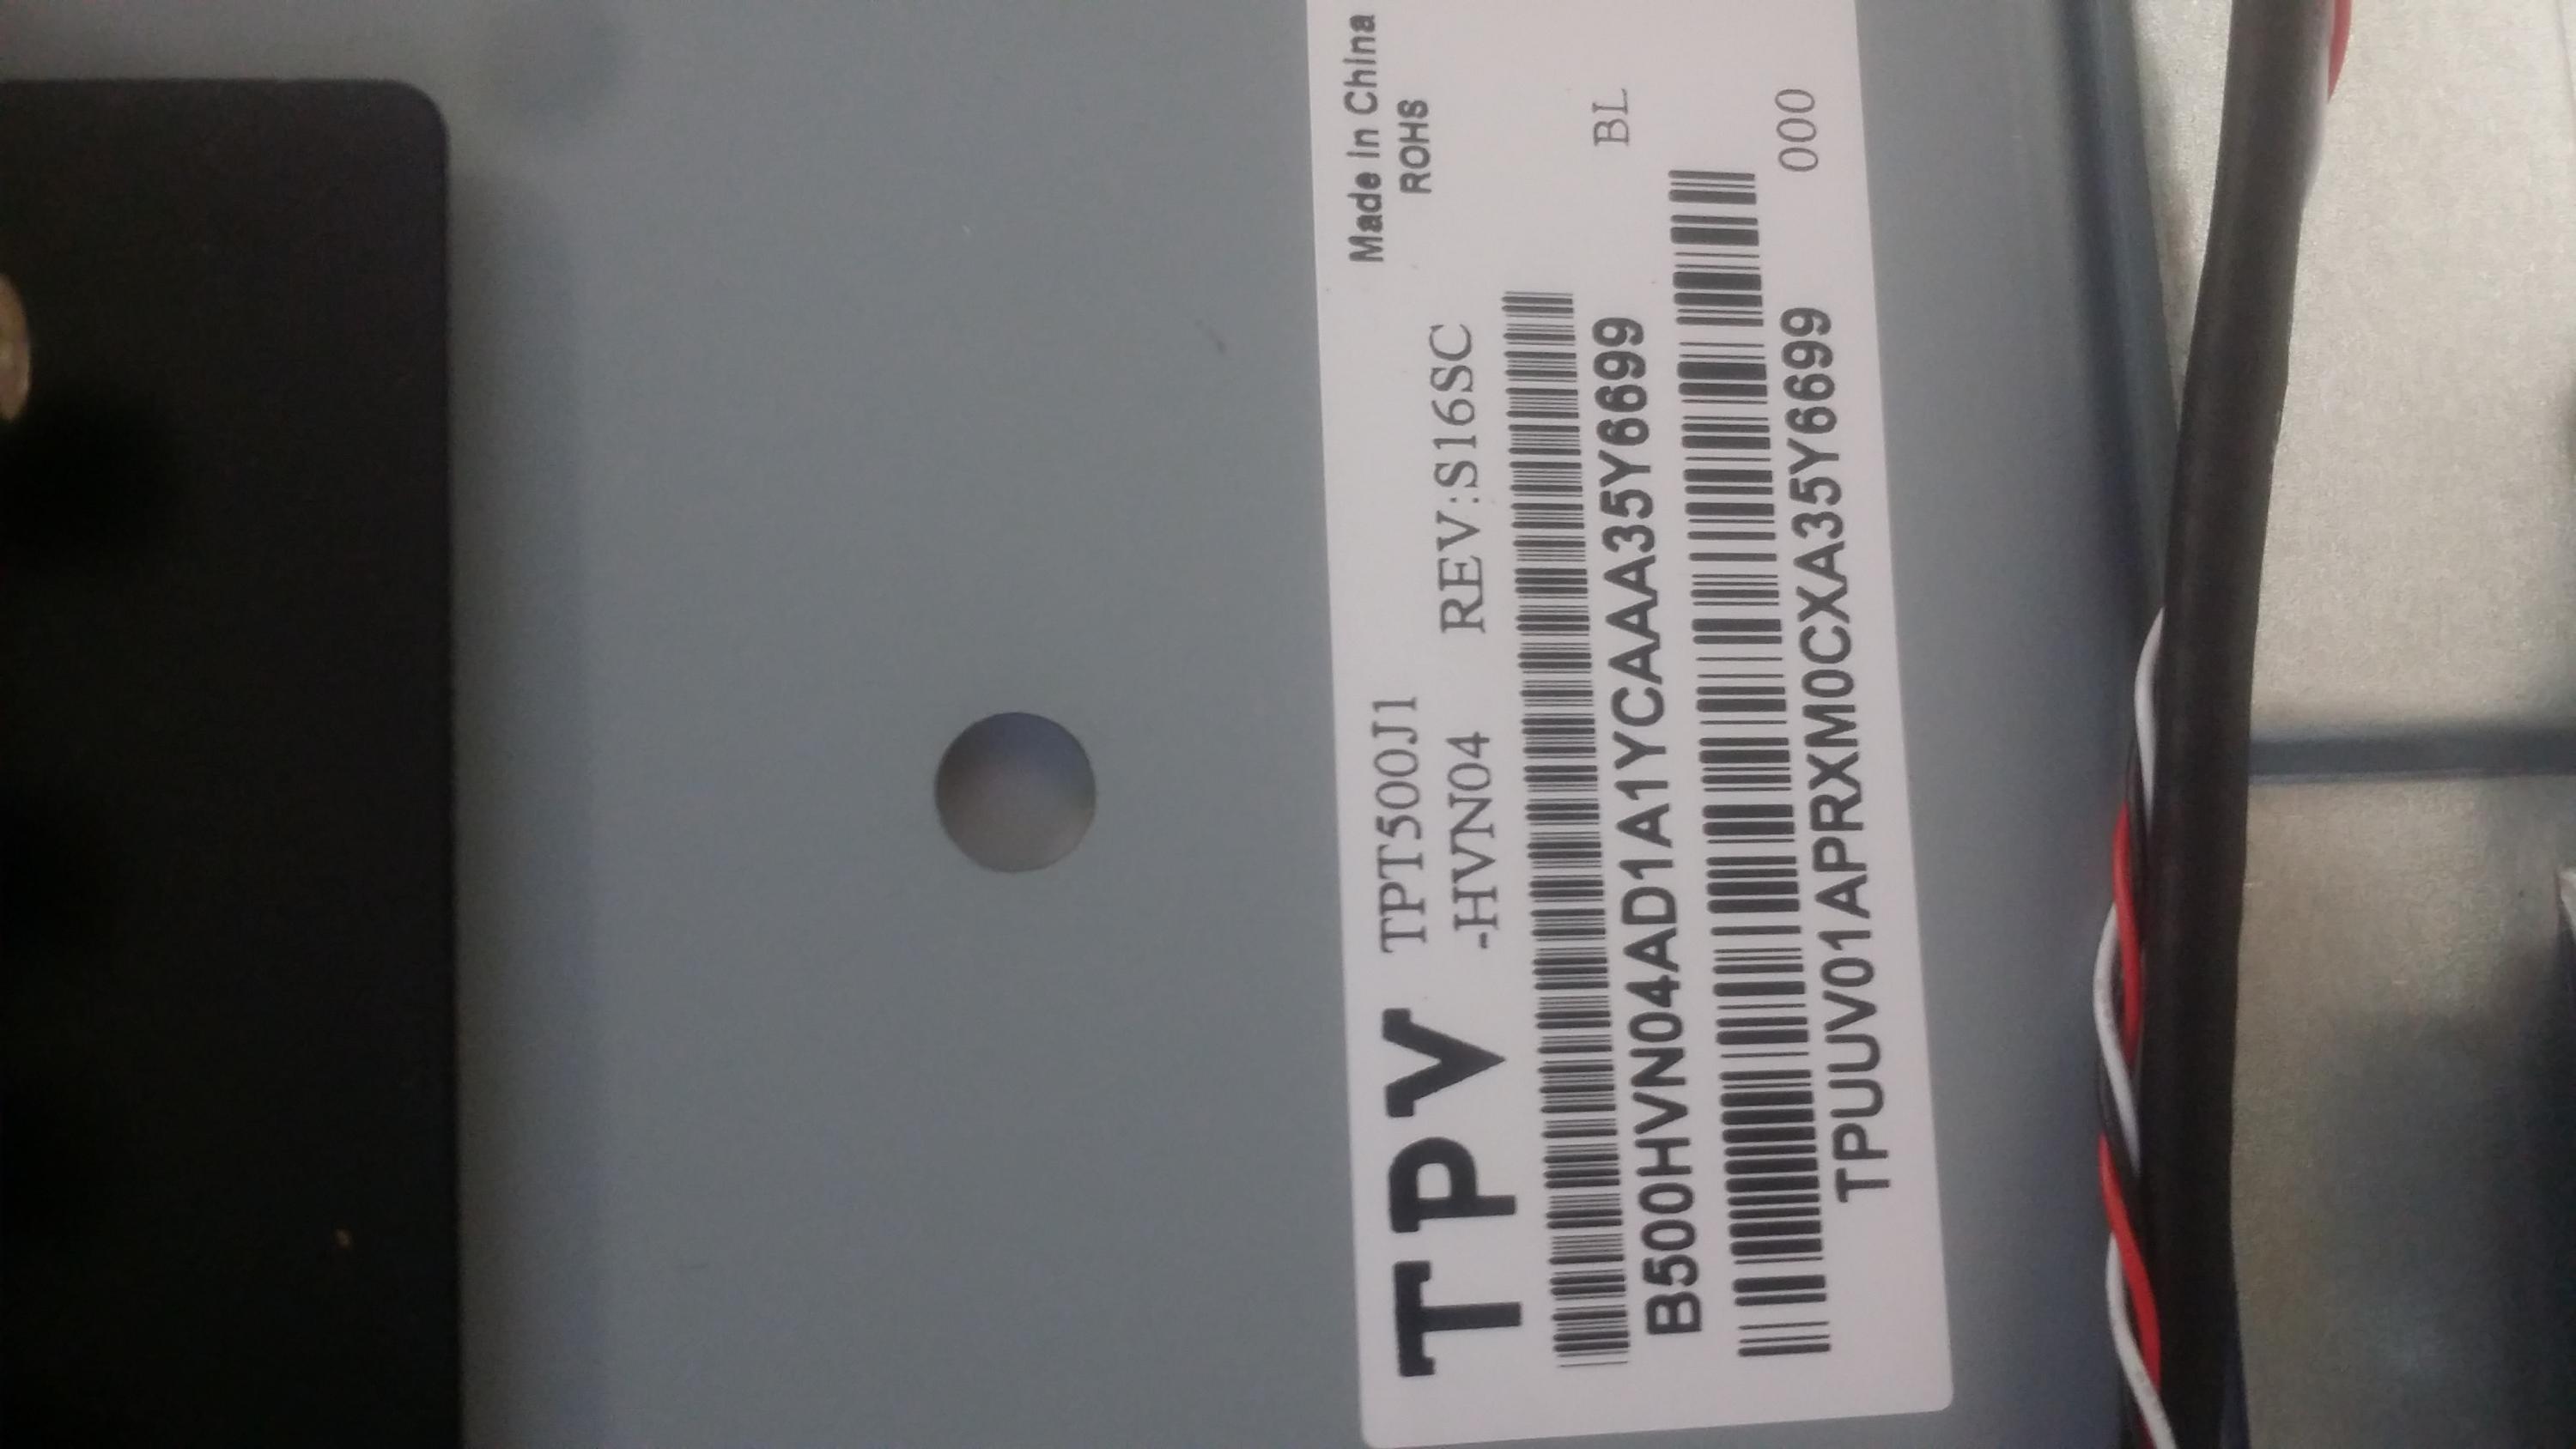 Made In China
ROHS
TPV
TPT500J1
-HVN04
REV:S16SC
BL
B500HVN04AD1A1YCAAA35Y6699
000
TPUUV01APRXM0CXA35Y6699